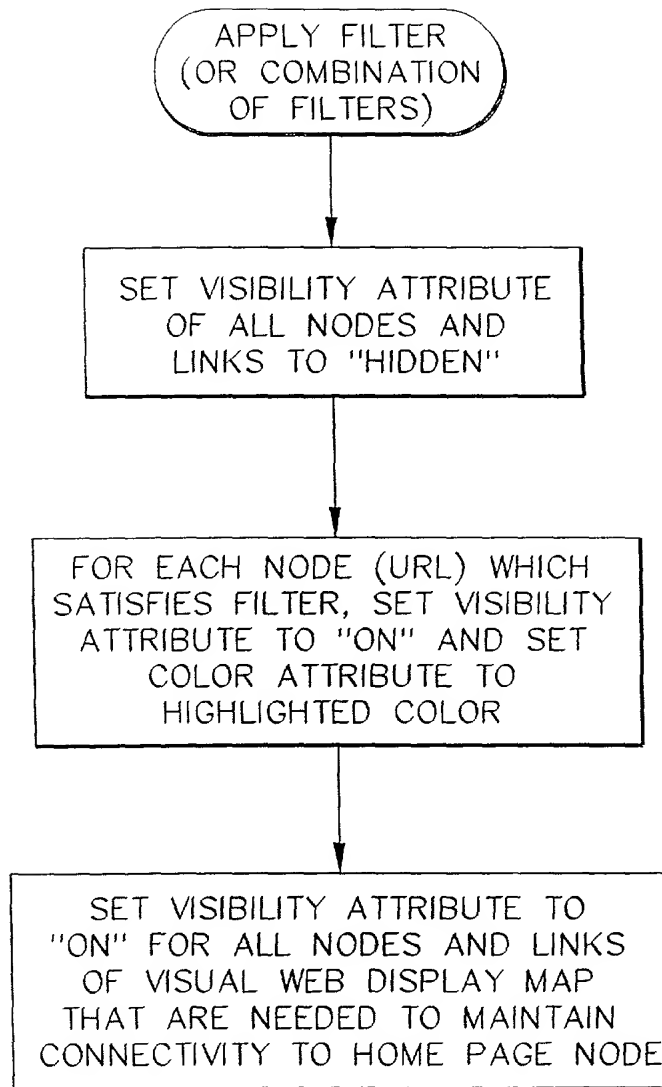 APPLY FILTER
(OR COMBINATION
OF FILTERS)
SET VISIBILITY ATTRIBUTE
OF ALL NODES AND
LINKS TO "HIDDEN"
FOR EACH NODE (URL) WHICH
SATISFIES FILTER, SET VISIBILITY
ATTRIBUTE TO "ON" AND SET
COLOR ATTRIBUTE TO
HIGHLIGHTED COLOR
SET VISIBILITY ATTRIBUTE TO
"ON" FOR ALL NODES AND LINKS
OF VISUAL WEB DISPLAY MAP
THAT ARE NEEDED TO MAINTAIN
CONNECTIVITY TO HOME PAGE NODE